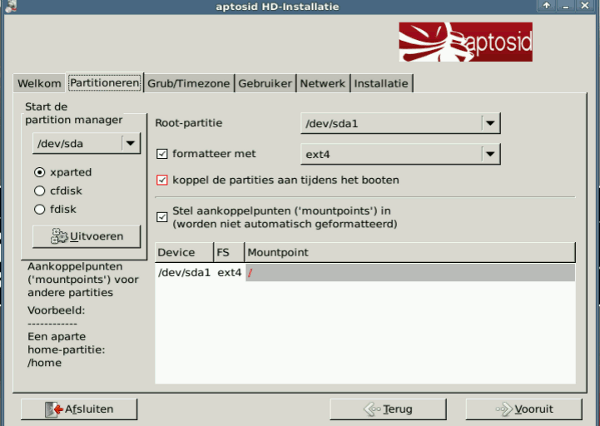 aptosid HD-Installatie
aptosid
Welkom Partitioneren Grub/Timezone Gebruiker Netwerk Installatie
Start de
partition manager
/dev/sda
xparted
cfdisk
fdisk
Uitvoeren
Aankoppelpunten
('mountpoints') voor
andere partities
Voorbeeld:
------------
Een aparte
home-partitie:
/home
Root-partitie /dev/sda1
formatteer met ext4
koppel de partities aan tijdens het booten
Stel aankoppelpunten ('mountpoints') in
(worden niet automatisch geformatteerd)
Device FS Mountpoint
/dev/sda1 ext4 /
Afsluiten Terug Vooruit